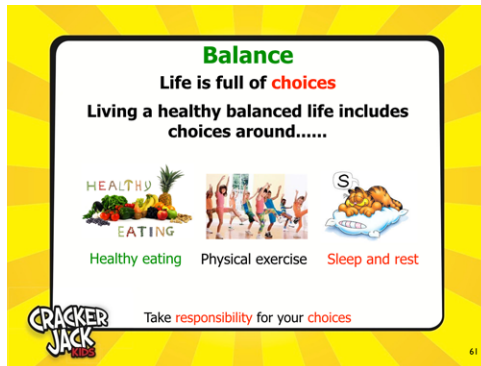 Balance
Life is full of choices
Living a healthy balanced life includes
choices around......
HEALTHY
EATING
S
Healthy eating
Physical exercise
Sleep and rest
Take responsibility for your choices
CRACKER
JACK
KIDS
61